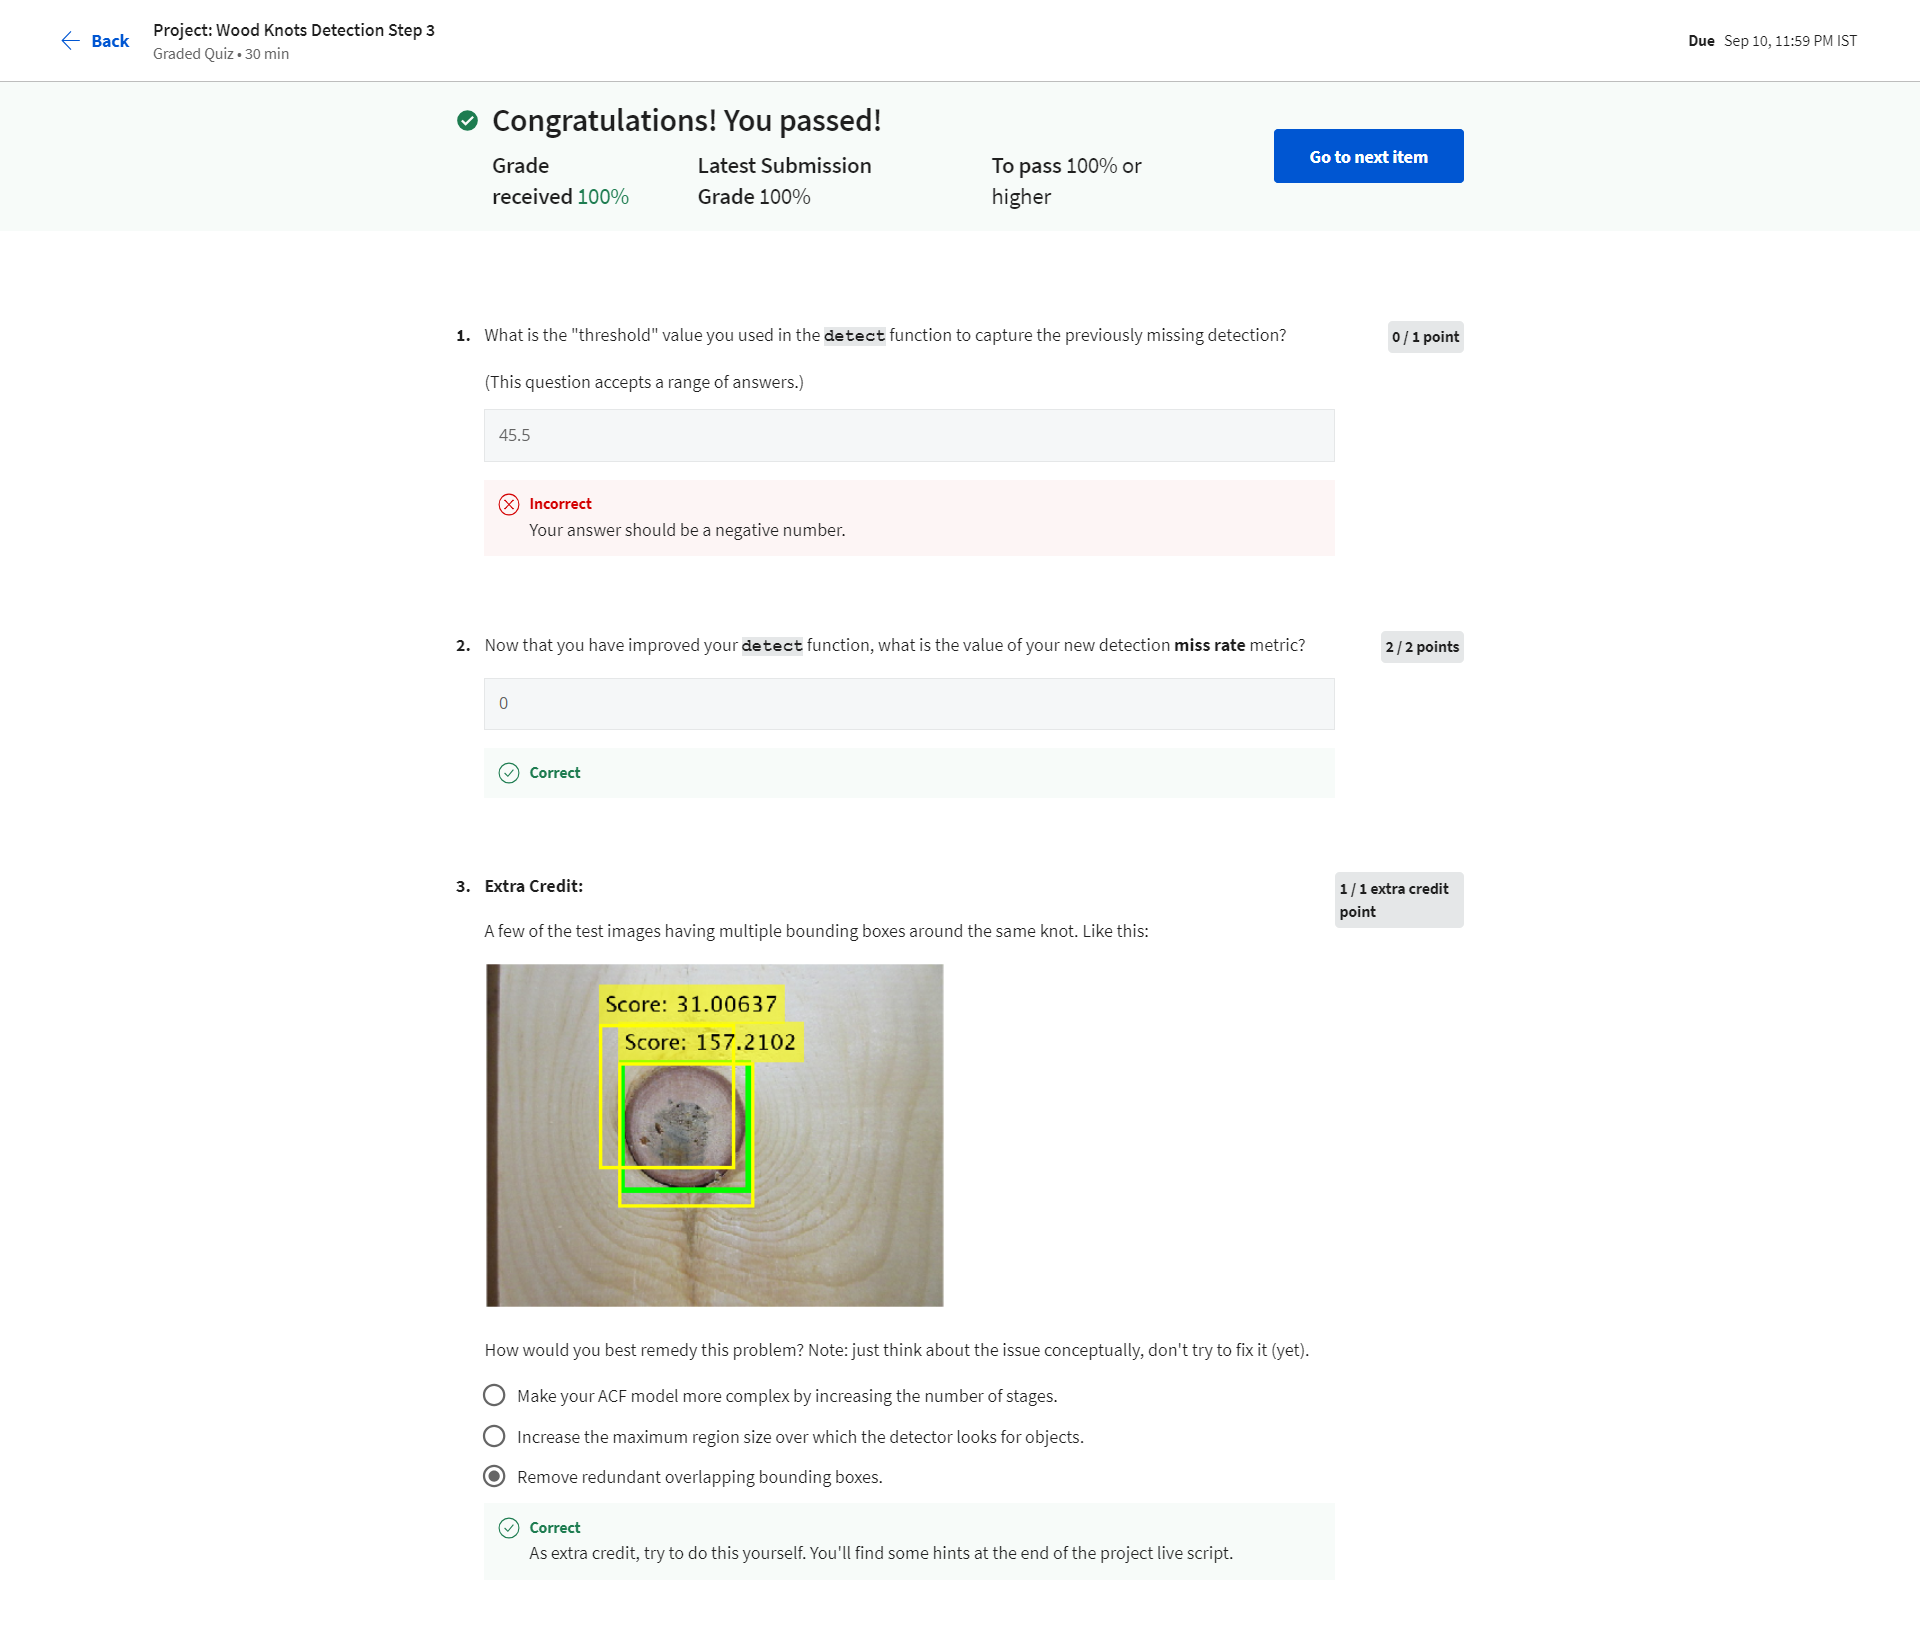 Back
Project: Wood Knots Detection Step 3
Graded Quiz • 30 min
Due Sep 10, 11:59 PM IST
Congratulations! You passed!
Grade
received 100%
Latest Submission
Grade 100%
To pass 100% or
higher
Go to next item
1. What is the "threshold" value you used in the detect function to capture the previously missing detection?
0 / 1 point
(This question accepts a range of answers.)
45.5
Incorrect
Your answer should be a negative number.
2. Now that you have improved your detect function, what is the value of your new detection miss rate metric?
2 / 2 points
0
Correct
3. Extra Credit:
1 / 1 extra credit
point
A few of the test images having multiple bounding boxes around the same knot. Like this:
Score: 31.00637
Score: 157.2102
How would you best remedy this problem? Note: just think about the issue conceptually, don't try to fix it (yet).
Make your ACF model more complex by increasing the number of stages.
Increase the maximum region size over which the detector looks for objects.
Remove redundant overlapping bounding boxes.
Correct
As extra credit, try to do this yourself. You'll find some hints at the end of the project live script.